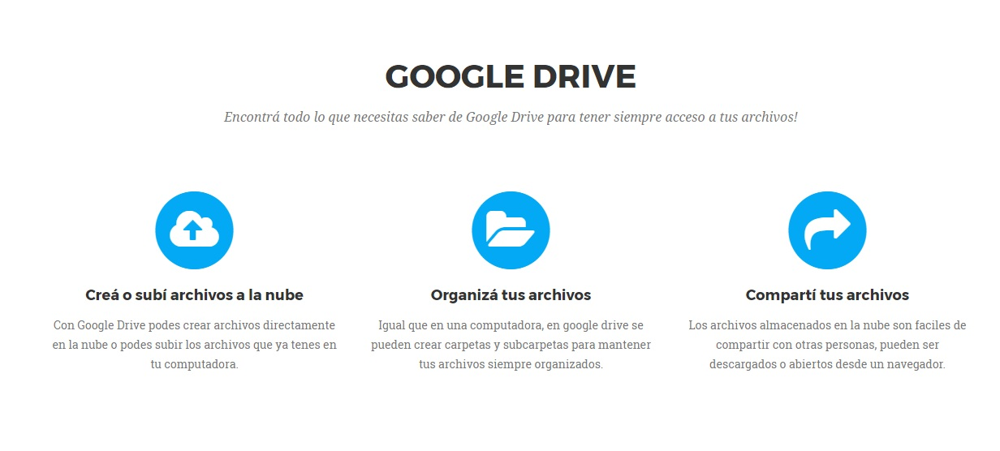 GOOGLE DRIVE
Encontrá todo lo que necesitas saber de Google Drive para tener siempre acceso a tus archivos!
Creá o subí archivos a la nube
Con Google Drive podes crear archivos directamente
en la nube o podes subir los archivos que ya tenes en
tu computadora.
Organizá tus archivos
Igual que en una computadora, en google drive se
pueden crear carpetas y subcarpetas para mantener
tus archivos siempre organizados.
Compartí tus archivos
Los archivos almacenados en la nube son faciles de
compartir con otras personas, pueden ser
descargados o abiertos desde un navegador.